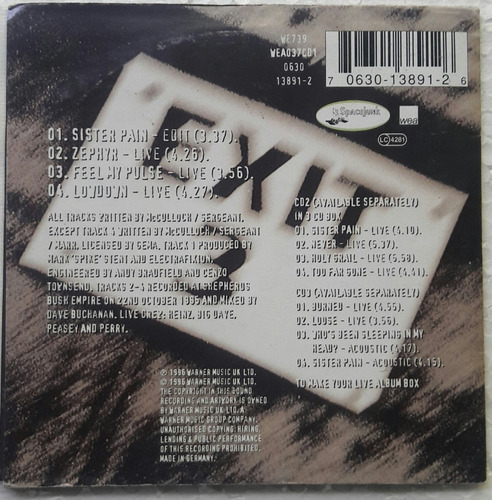 WE739
WEA037CD1
0630
13891-2
7 0630-13891-2 6
Spacejunk
wea
LC 4281
EXIT
01. SISTER PAIN - EDIT (3.37).
02. ZEPHYR - LIVE (4.26).
03. FEEL MY PULSE - LIVE (3.56).
04. LOWDOWN - LIVE (4.27).
ALL TRACKS WRITTEN BY McCULLOCH / SERGEANT,
EXCEPT TRACK 1 WRITTEN BY McCULLOCH / SERGEANT
/ MARR. LICENSED BY GEMA. TRACK 1 PRODUCED BY
MARK "SPIKE" STENT AND ELECTRAFIXION.
ENGINEERED BY ANDY BRADFIELD AND CENZO
TOWNSEND. TRACKS 2-4 RECORDED AT SHEPHERDS
BUSH EMPIRE ON 22ND OCTOBER 1995 AND MIXED BY
DAVE BUCHANAN. LIVE CREW: HEINZ, BIG DAVE,
PEASEY AND PERRY.
CD2 (AVAILABLE SEPARATELY)
IN 3 CD BOX
01. SISTER PAIN - LIVE (4.10).
02. NEVER - LIVE (5.37).
03. HOLY GRAIL - LIVE (5.58).
04. TOO FAR GONE - LIVE (4.41).
CD3 (AVAILABLE SEPARATELY)
01. BURNED - LIVE (4.55).
02. LOOSE - LIVE (3.56).
03. WHO'S BEEN SLEEPING IN MY
HEAD? - ACOUSTIC (4.17).
04. SISTER PAIN - ACOUSTIC (4.15).
TO MAKE YOUR LIVE ALBUM BOX
℗ 1996 WARNER MUSIC UK LTD.
© 1996 WARNER MUSIC UK LTD.
THE COPYRIGHT IN THIS SOUND
RECORDING AND ARTWORK IS OWNED
BY WARNER MUSIC UK LTD. A
WARNER MUSIC GROUP COMPANY.
UNAUTHORISED COPYING, HIRING,
LENDING & PUBLIC PERFORMANCE
OF THIS RECORDING PROHIBITED.
MADE IN GERMANY.